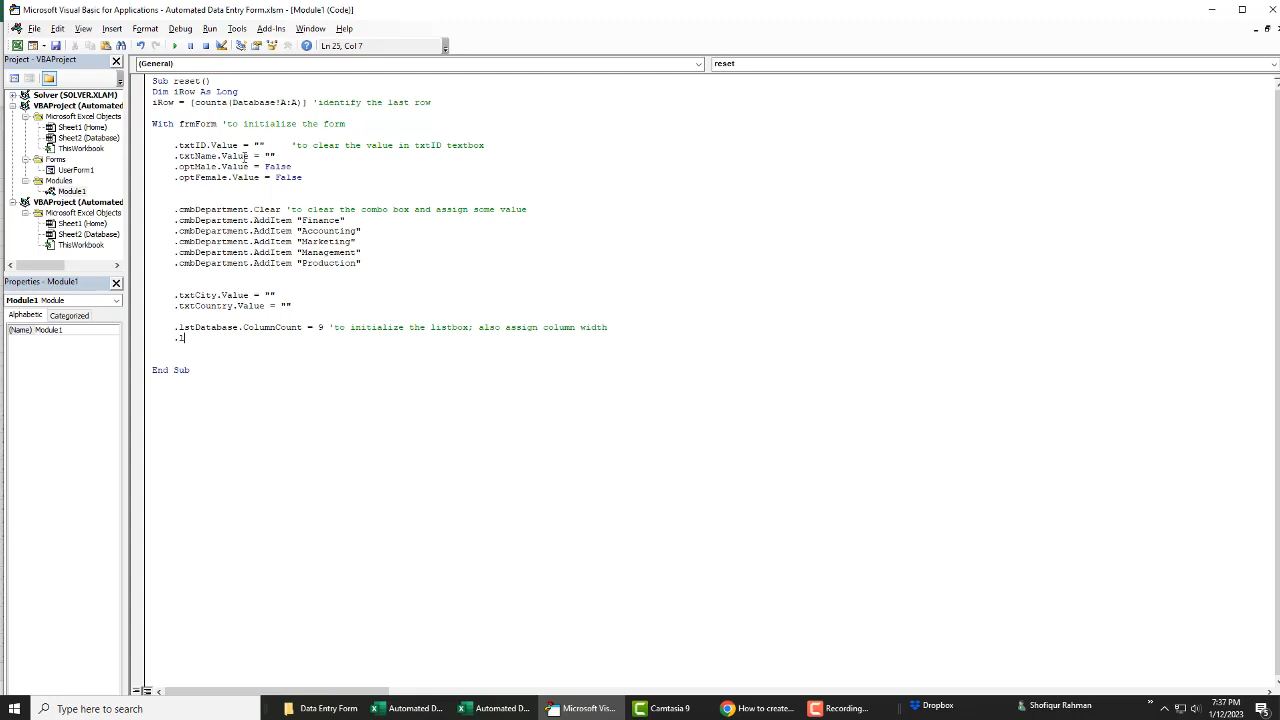 Microsoft Visual Basic for Applications - Automated Data Entry Form.xlsm - [Module1 (Code)]
File Edit View Insert Format Debug Run Tools Add-Ins Window Help
Ln 25, Col 7
Project - VBAProject
(General)
reset
Solver (SOLVER.XLAM)
VBAProject (Automated
Microsoft Excel Objects
Sheet1 (Home)
Sheet2 (Database)
ThisWorkbook
Forms
UserForm1
Modules
Module1
VBAProject (Automated
Microsoft Excel Objects
Sheet1 (Home)
Sheet2 (Database)
ThisWorkbook
Properties - Module1
Module1 Module
Alphabetic Categorized
(Name) Module1
Sub reset()
Dim iRow As Long
iRow = [counta(Database!A:A)] 'identify the last row
With frmForm 'to initialize the form
.txtID.Value = "" 'to clear the value in txtID textbox
.txtName.Value = ""
.optMale.Value = False
.optFemale.Value = False
.cmbDepartment.Clear 'to clear the combo box and assign some value
.cmbDepartment.AddItem "Finance"
.cmbDepartment.AddItem "Accounting"
.cmbDepartment.AddItem "Marketing"
.cmbDepartment.AddItem "Management"
.cmbDepartment.AddItem "Production"
.txtCity.Value = ""
.txtCountry.Value = ""
.lstDatabase.ColumnCount = 9 'to initialize the listbox; also assign column width
.l
End Sub
Type here to search
Data Entry Form
Automated D...
Automated D...
Microsoft Vis...
Camtasia 9
How to create...
Recording...
Dropbox
Shofiqur Rahman
7:37 PM
1/12/2023